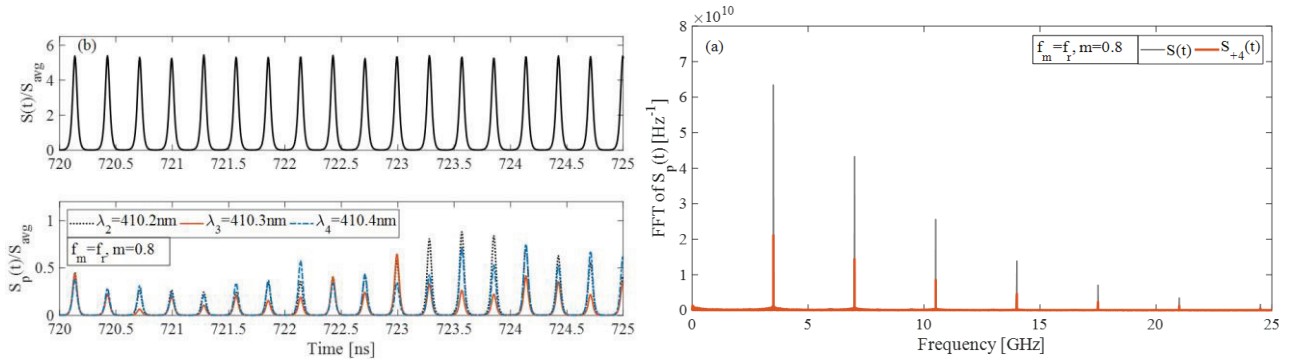 (b)
S(t)/S_avg
6
4
2
0
720 720.5 721 721.5 722 722.5 723 723.5 724 724.5 725
λ₂=410.2nm λ₃=410.3nm λ₄=410.4nm
f_m=f_r, m=0.8
S_p(t)/S_avg
1
0.5
0
720 720.5 721 721.5 722 722.5 723 723.5 724 724.5 725
Time [ns]
×10¹⁰
(a)
f_m=f_r, m=0.8 S(t) S₊₄(t)
FFT of S_p(t) [Hz⁻¹]
8
7
6
5
4
3
2
1
0
0 5 10 15 20 25
Frequency [GHz]